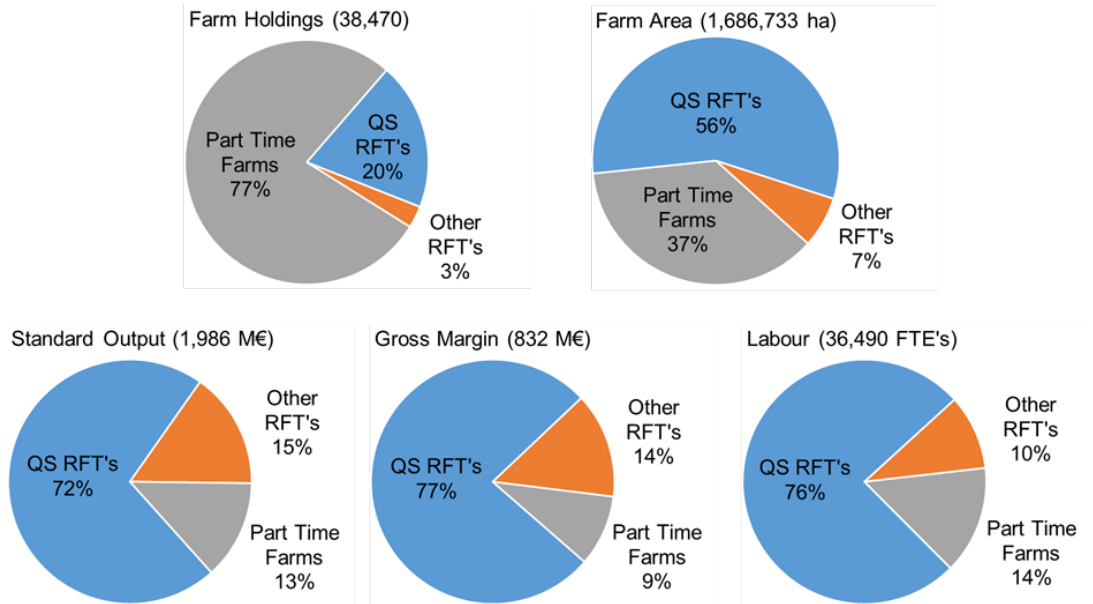 Farm Holdings (38,470)
Part Time
Farms
77%
QS
RFT's
20%
Other
RFT's
3%
Farm Area (1,686,733 ha)
QS RFT's
56%
Part Time
Farms
37%
Other
RFT's
7%
Standard Output (1,986 M€)
QS RFT's
72%
Other
RFT's
15%
Part Time
Farms
13%
Gross Margin (832 M€)
QS RFT's
77%
Other
RFT's
14%
Part Time
Farms
9%
Labour (36,490 FTE's)
QS RFT's
76%
Other
RFT's
10%
Part Time
Farms
14%